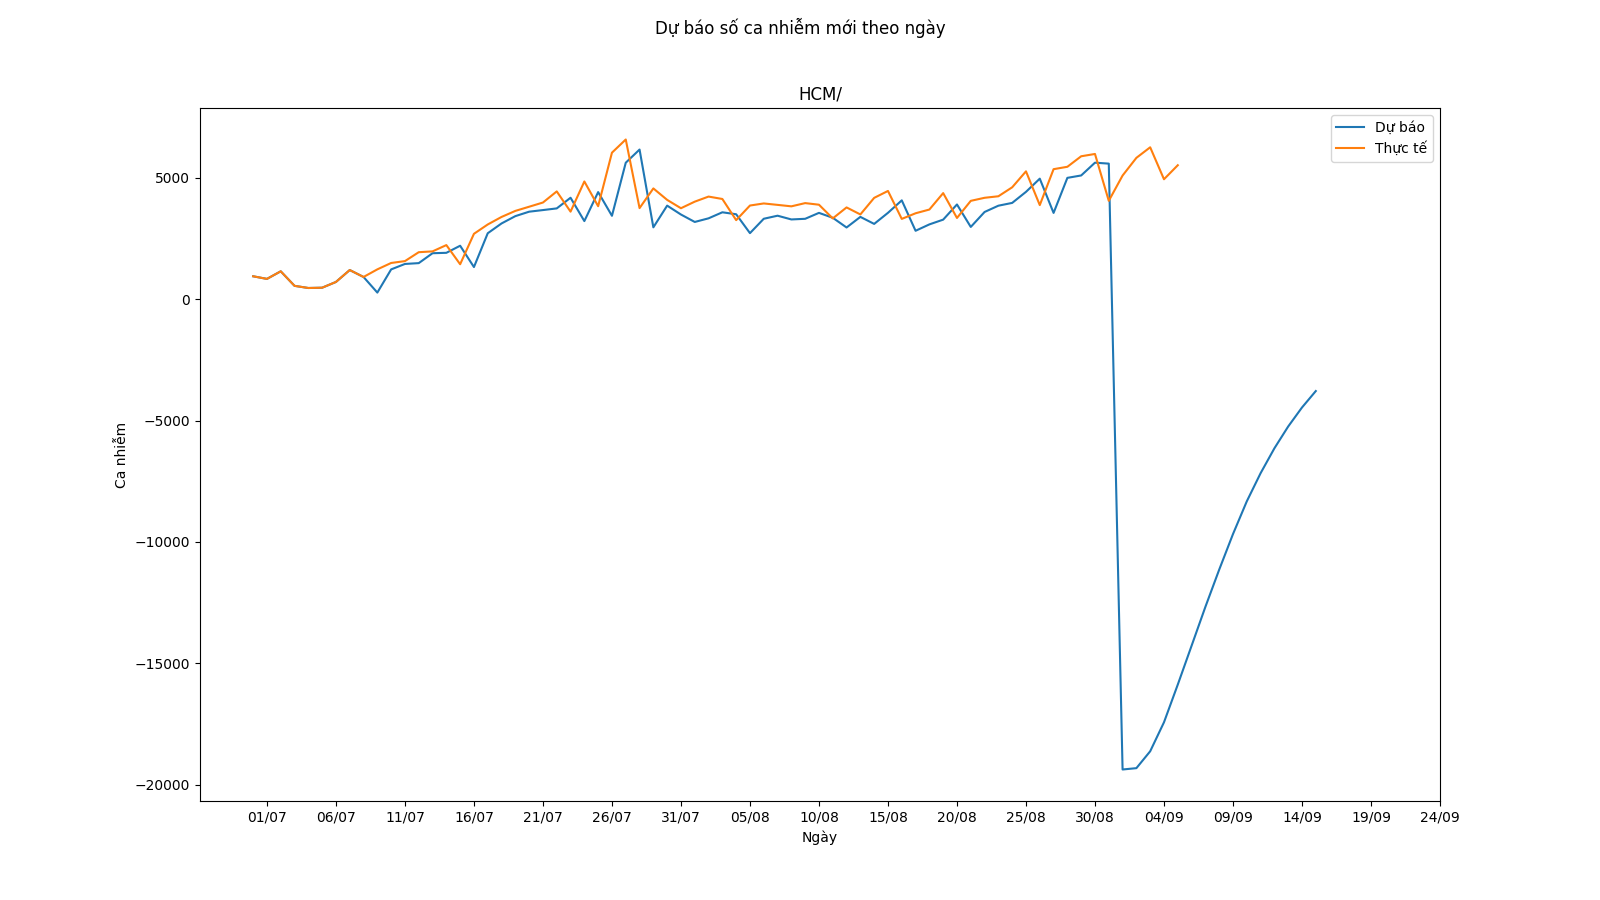 Dự báo số ca nhiễm mới theo ngày
HCM/
Dự báo
Thực tế
5000
0
−5000
−10000
−15000
−20000
Ca nhiễm
01/07 06/07 11/07 16/07 21/07 26/07 31/07 05/08 10/08 15/08 20/08 25/08 30/08 04/09 09/09 14/09 19/09 24/09
Ngày